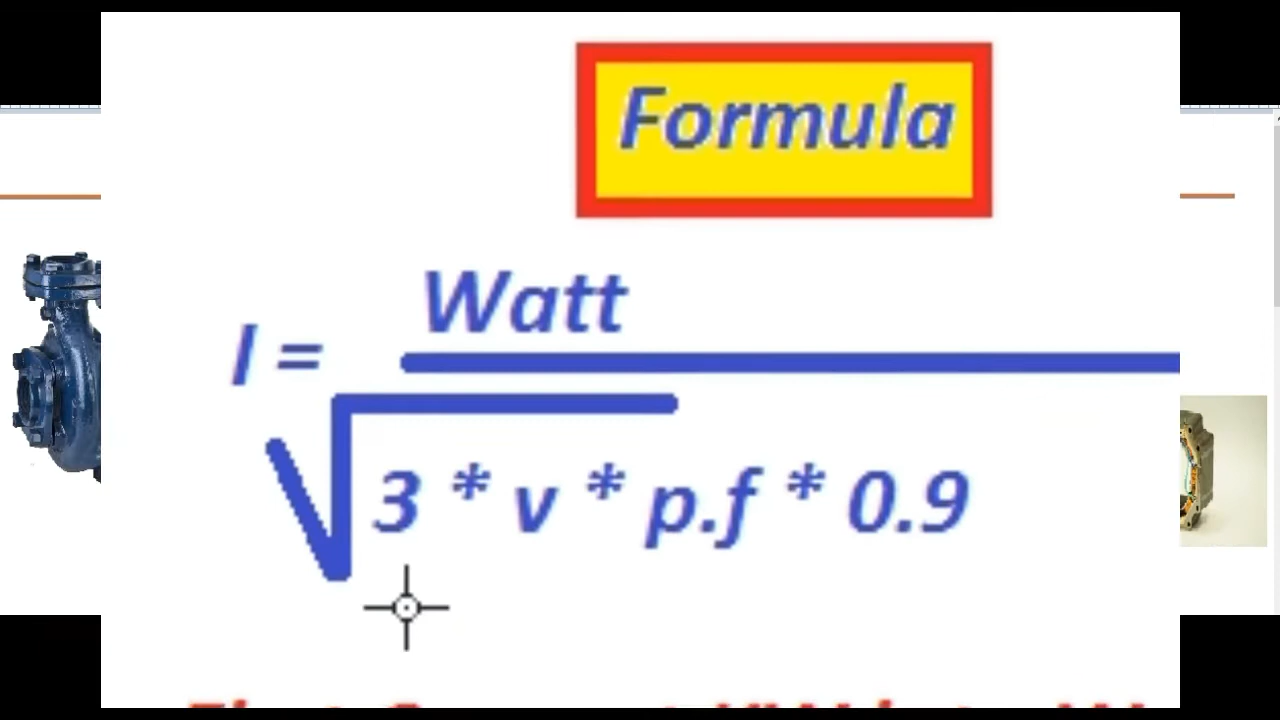 Formula
Watt
I =
√3 * v * p.f * 0.9